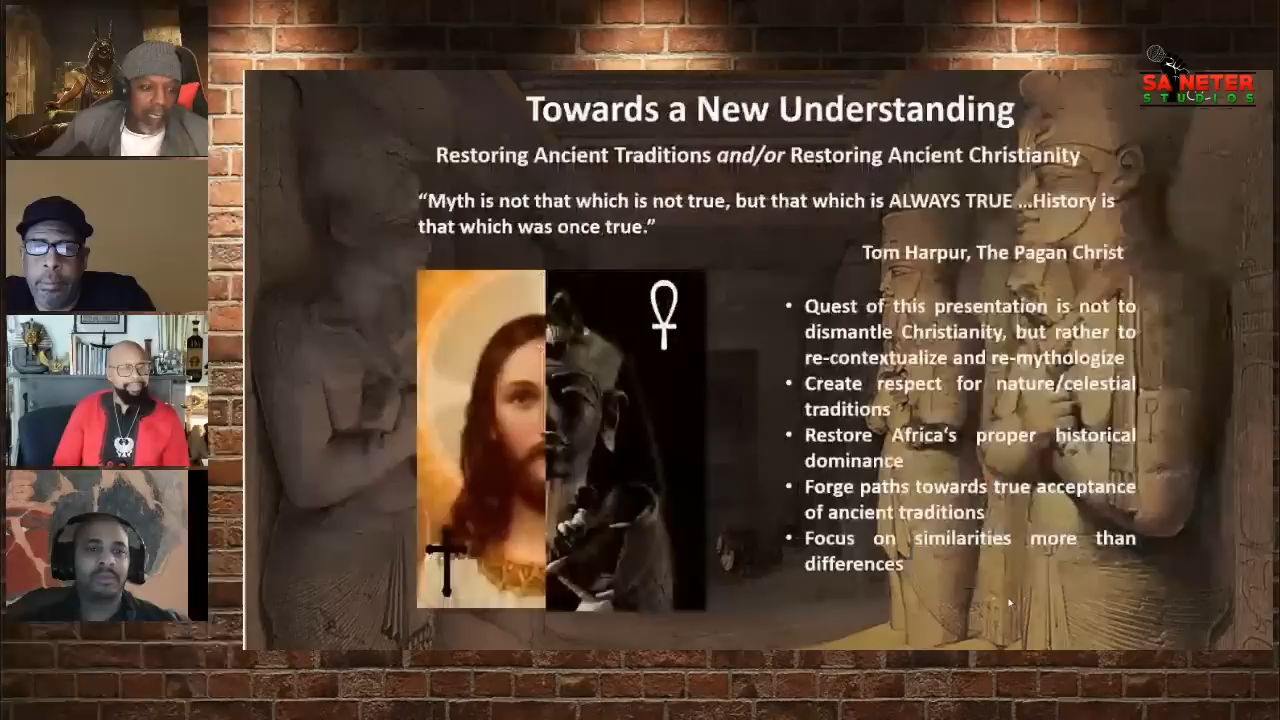 SA NETER
STUDIOS
Towards a New Understanding
Restoring Ancient Traditions and/or Restoring Ancient Christianity
“Myth is not that which is not true, but that which is ALWAYS TRUE ...History is
that which was once true.”
Tom Harpur, The Pagan Christ
• Quest of this presentation is not to
dismantle Christianity, but rather to
re-contextualize and re-mythologize
• Create respect for nature/celestial
traditions
• Restore Africa's proper historical
dominance
• Forge paths towards true acceptance
of ancient traditions
• Focus on similarities more than
differences